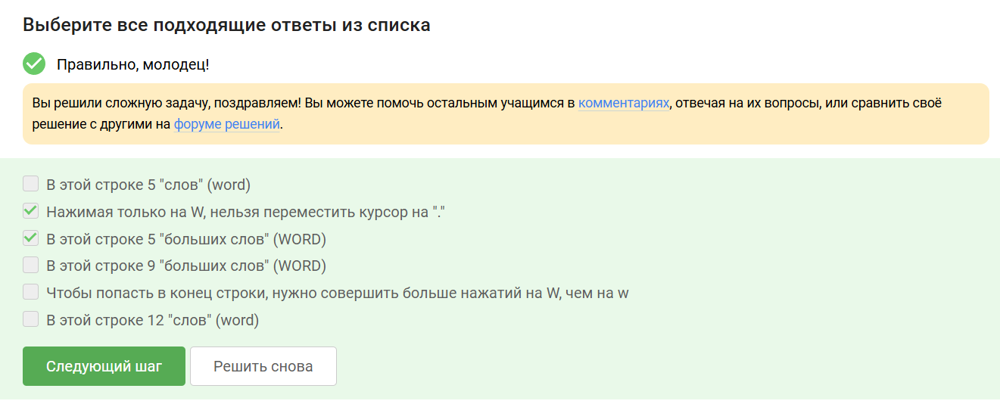 Выберите все подходящие ответы из списка
Правильно, молодец!
Вы решили сложную задачу, поздравляем! Вы можете помочь остальным учащимся в комментариях, отвечая на их вопросы, или сравнить своё
решение с другими на форуме решений.
В этой строке 5 "слов" (word)
Нажимая только на W, нельзя переместить курсор на "."
В этой строке 5 "больших слов" (WORD)
В этой строке 9 "больших слов" (WORD)
Чтобы попасть в конец строки, нужно совершить больше нажатий на W, чем на w
В этой строке 12 "слов" (word)
Следующий шаг Решить снова